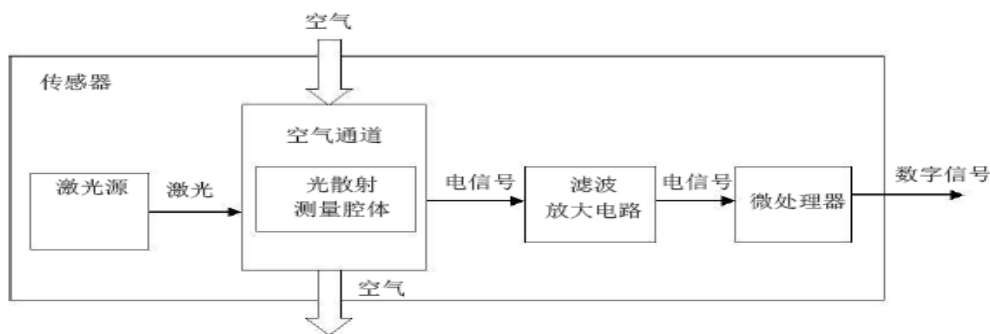 空气
传感器
空气通道
激光源
激光
光散射
测量腔体
电信号
滤波
放大电路
电信号
微处理器
数字信号
空气